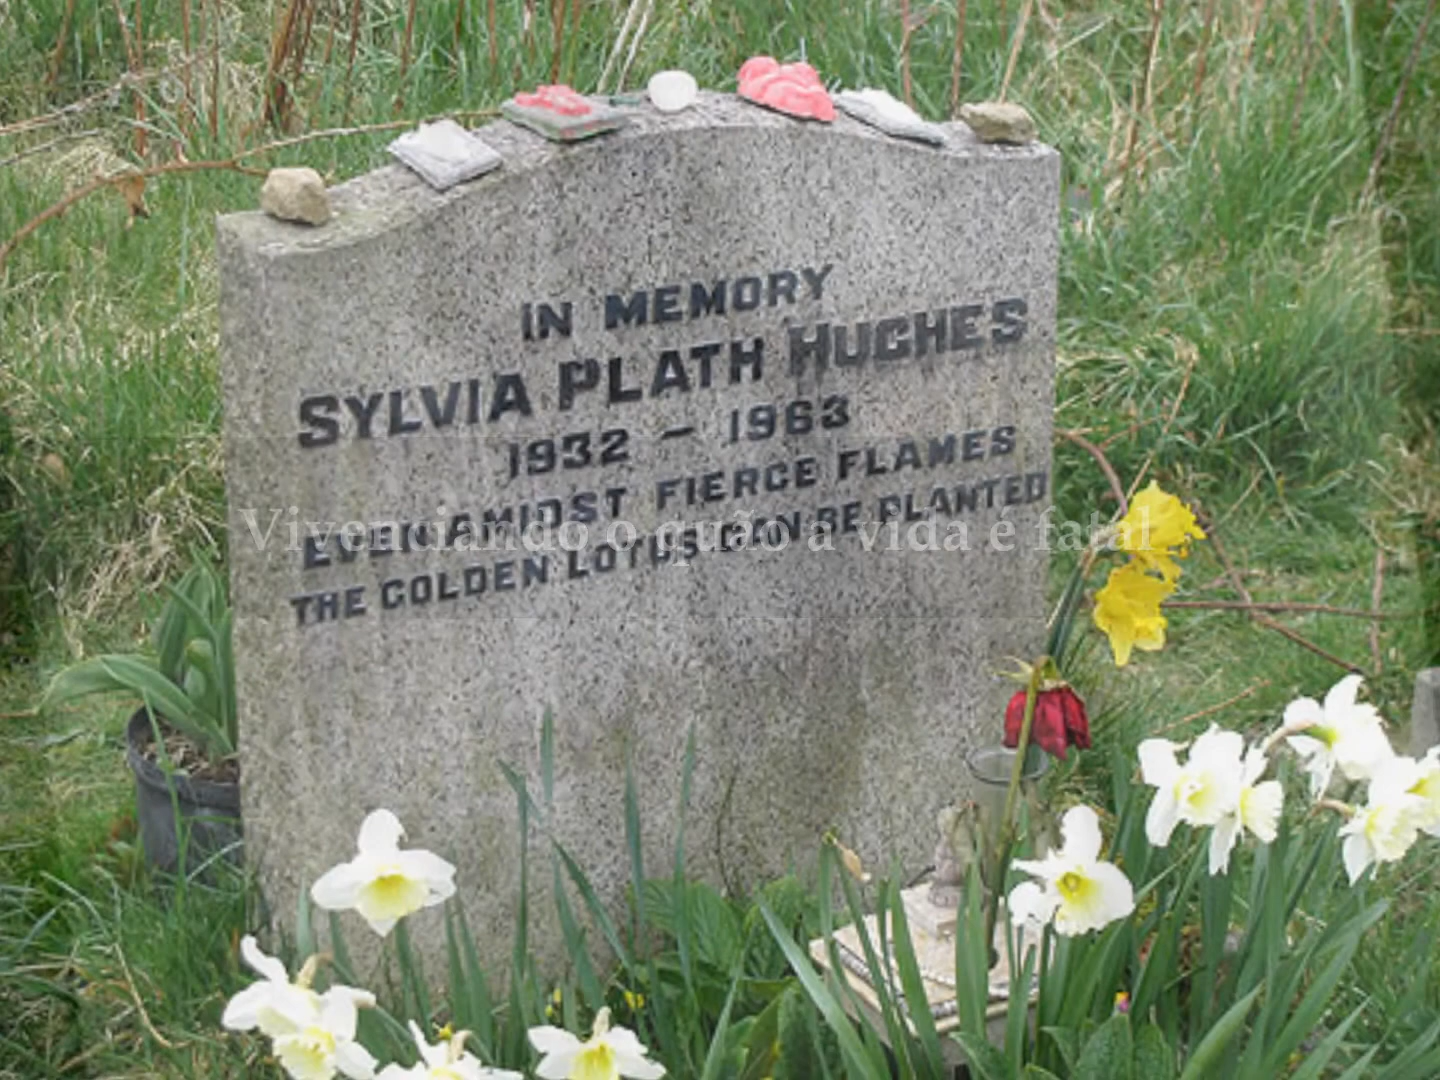 IN MEMORY
SYLVIA PLATH HUGHES
1932 – 1963
EVEN AMIDST FIERCE FLAMES
THE GOLDEN LOTUS CAN BE PLANTED
Vivenciando o quão a vida é fatal